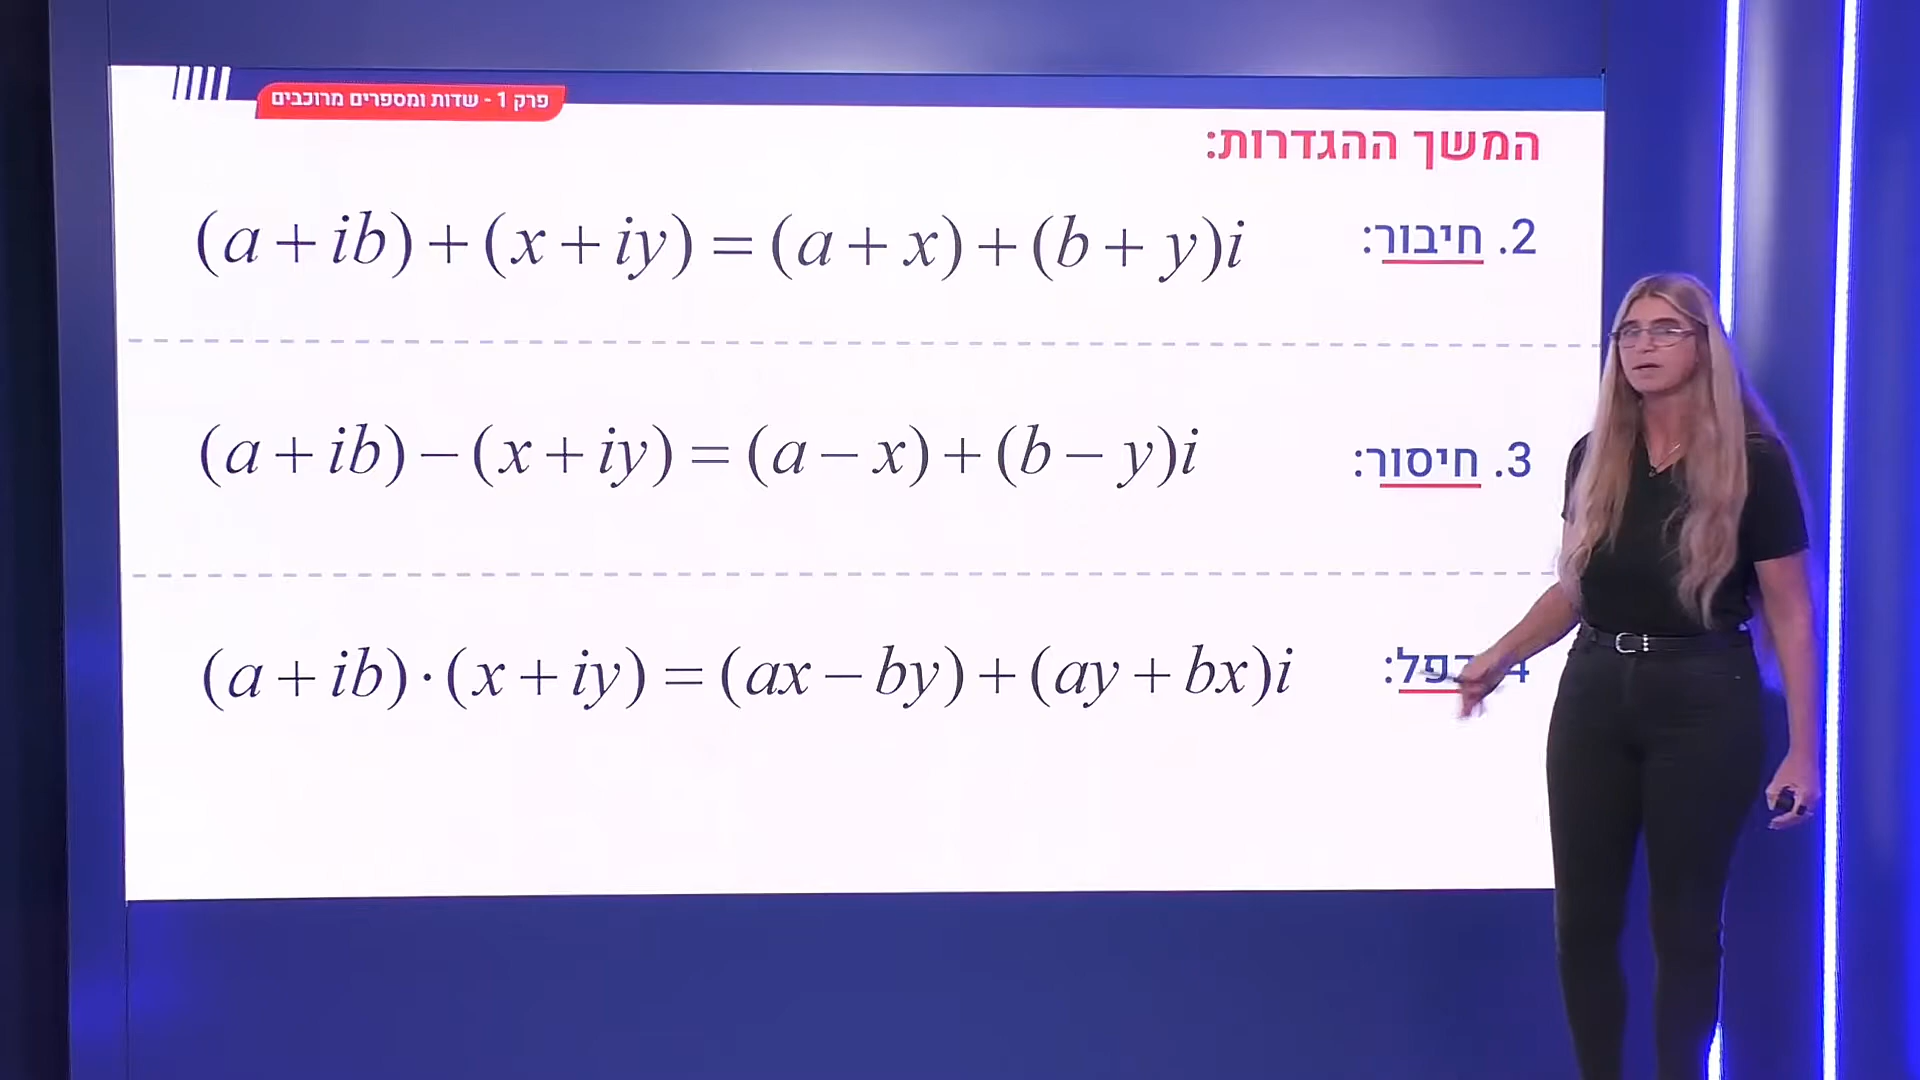 פרק 1 - שדות ומספרים מרוכבים
המשך ההגדרות:
2. חיבור: (a + ib) + (x + iy) = (a + x) + (b + y)i
3. חיסור: (a + ib) − (x + iy) = (a − x) + (b − y)i
(a + ib) · (x + iy) = (ax − by) + (ay + bx)i